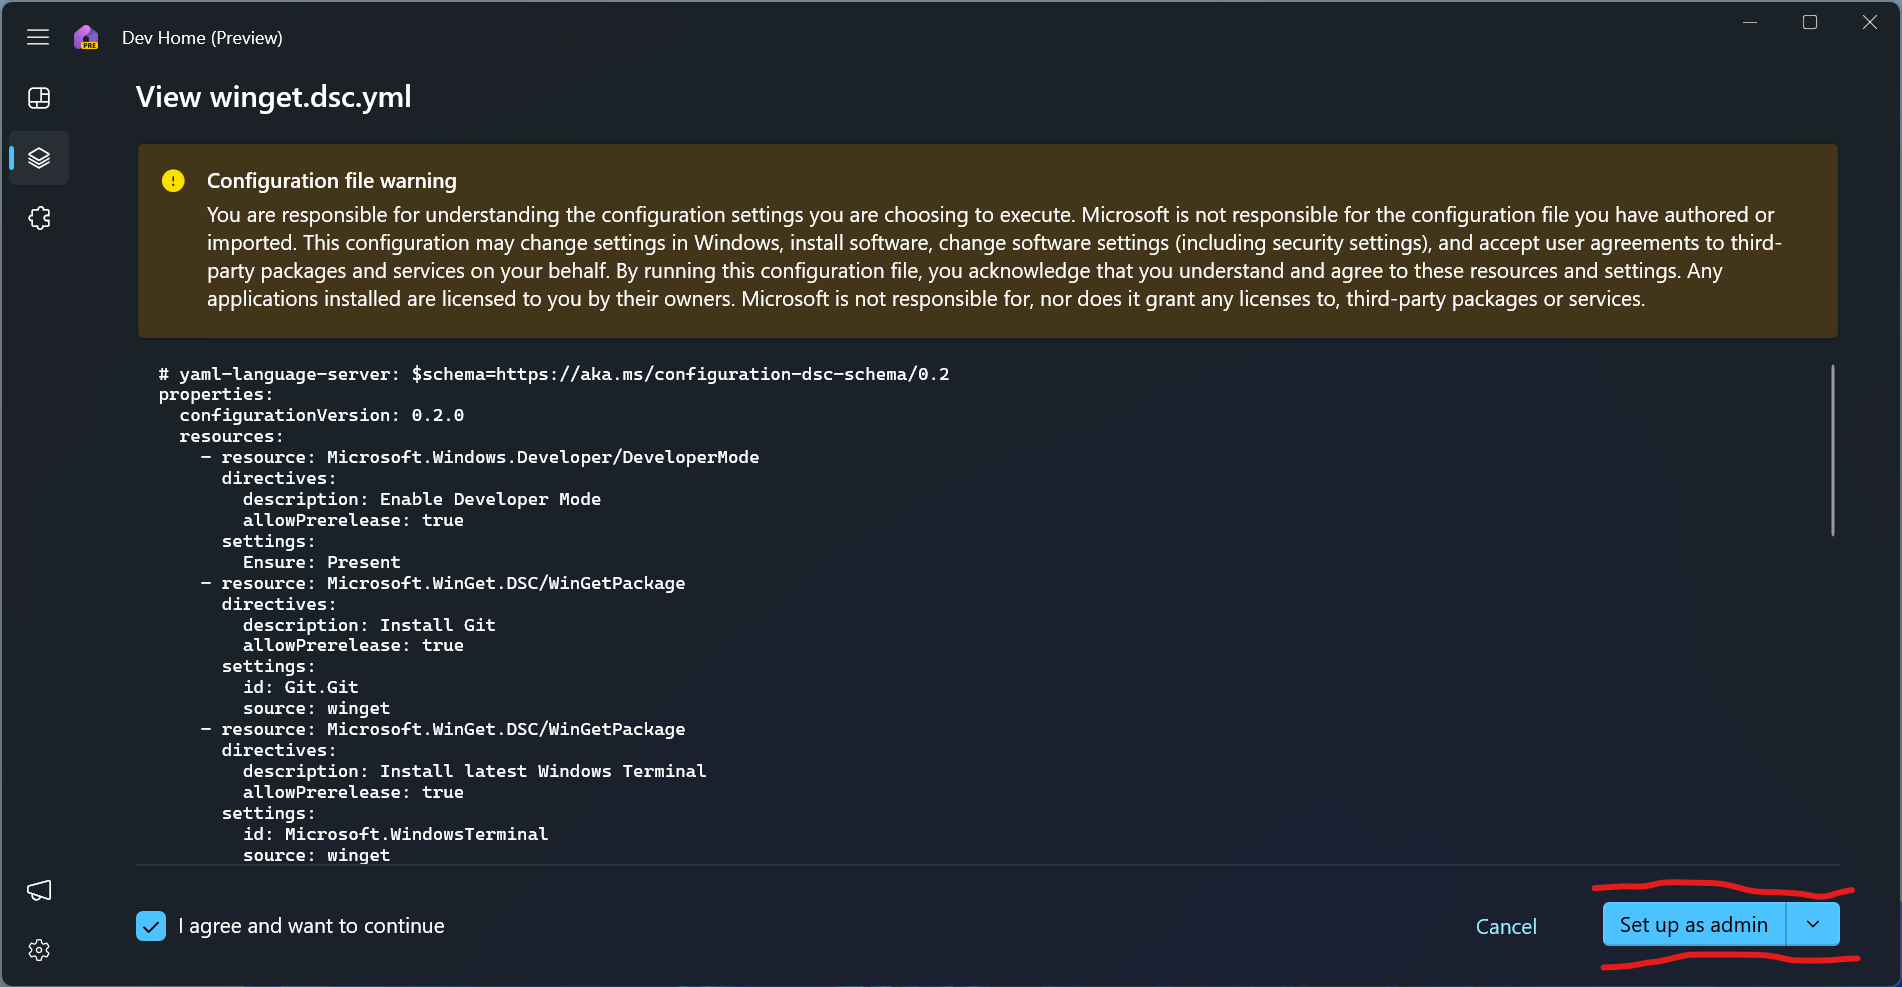 Dev Home (Preview)
PRE
View winget.dsc.yml
Configuration file warning
You are responsible for understanding the configuration settings you are choosing to execute. Microsoft is not responsible for the configuration file you have authored or
imported. This configuration may change settings in Windows, install software, change software settings (including security settings), and accept user agreements to third-
party packages and services on your behalf. By running this configuration file, you acknowledge that you understand and agree to these resources and settings. Any
applications installed are licensed to you by their owners. Microsoft is not responsible for, nor does it grant any licenses to, third-party packages or services.
# yaml-language-server: $schema=https://aka.ms/configuration-dsc-schema/0.2
properties:
  configurationVersion: 0.2.0
  resources:
    - resource: Microsoft.Windows.Developer/DeveloperMode
      directives:
        description: Enable Developer Mode
        allowPrerelease: true
      settings:
        Ensure: Present
    - resource: Microsoft.WinGet.DSC/WinGetPackage
      directives:
        description: Install Git
        allowPrerelease: true
      settings:
        id: Git.Git
        source: winget
    - resource: Microsoft.WinGet.DSC/WinGetPackage
      directives:
        description: Install latest Windows Terminal
        allowPrerelease: true
      settings:
        id: Microsoft.WindowsTerminal
        source: winget
I agree and want to continue
Cancel
Set up as admin